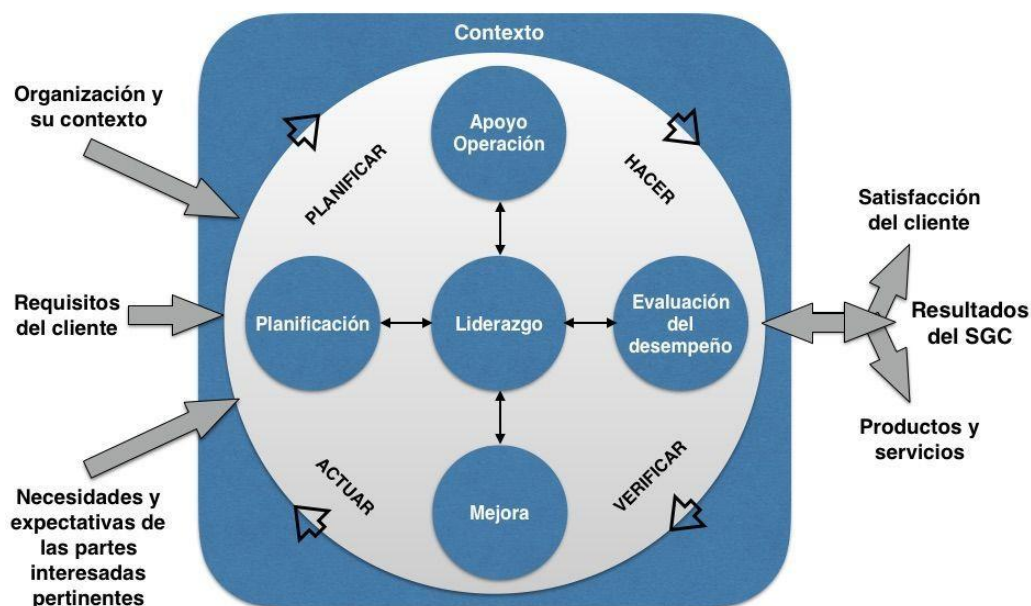 Contexto
Organización y
su contexto
Requisitos
del cliente
Necesidades y
expectativas de
las partes
interesadas
pertinentes
PLANIFICAR
HACER
Apoyo
Operación
Planificación
Liderazgo
Evaluación
del
desempeño
Mejora
ACTUAR
VERIFICAR
Satisfacción
del cliente
Resultados
del SGC
Productos y
servicios